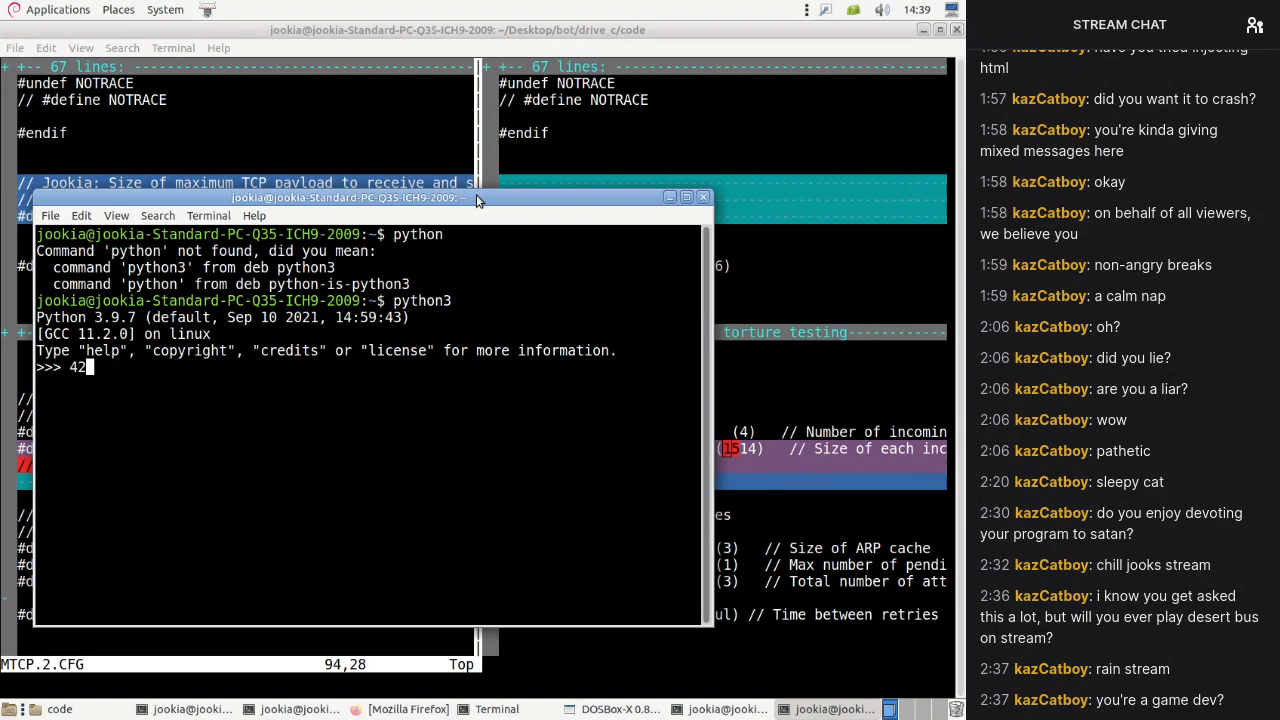 Applications Places System 14:39
jookia@jookia-Standard-PC-Q35-ICH9-2009: ~/Desktop/bot/drive_c/code
File Edit View Search Terminal Help
+ +-- 67 lines: + +-- 67 lines:
#undef NOTRACE #undef NOTRACE
// #define NOTRACE // #define NOTRACE
#endif #endif
// Jookia: Size of maximum TCP payload to receive and s
//
#d
jookia@jookia-Standard-PC-Q35-ICH9-2009: ~
File Edit View Search Terminal Help
jookia@jookia-Standard-PC-Q35-ICH9-2009:~$ python
Command 'python' not found, did you mean:
command 'python3' from deb python3
#d 6)
command 'python' from deb python-is-python3
jookia@jookia-Standard-PC-Q35-ICH9-2009:~$ python3
Python 3.9.7 (default, Sep 10 2021, 14:59:43)
[GCC 11.2.0] on linux
+ +- torture testing
Type "help", "copyright", "credits" or "license" for more information.
>>> 42
//
//
#d (4) // Number of incomin
#d (1514) // Size of each inc
//
// es
//
#d (3) // Size of ARP cache
#d (1) // Max number of pendi
#d (3) // Total number of att
#d ul) // Time between retries
MTCP.2.CFG 94,28 Top
code jookia@jooki... jookia@jooki... [Mozilla Firefox] Terminal DOSBox-X 0.8... jookia@jooki... jookia@jooki...
STREAM CHAT
html
1:57 kazCatboy: did you want it to crash?
1:58 kazCatboy: you're kinda giving
mixed messages here
1:58 kazCatboy: okay
1:58 kazCatboy: on behalf of all viewers,
we believe you
1:59 kazCatboy: non-angry breaks
1:59 kazCatboy: a calm nap
2:06 kazCatboy: oh?
2:06 kazCatboy: did you lie?
2:06 kazCatboy: are you a liar?
2:06 kazCatboy: wow
2:06 kazCatboy: pathetic
2:20 kazCatboy: sleepy cat
2:30 kazCatboy: do you enjoy devoting
your program to satan?
2:32 kazCatboy: chill jooks stream
2:36 kazCatboy: i know you get asked
this a lot, but will you ever play desert bus
on stream?
2:37 kazCatboy: rain stream
2:37 kazCatboy: you're a game dev?